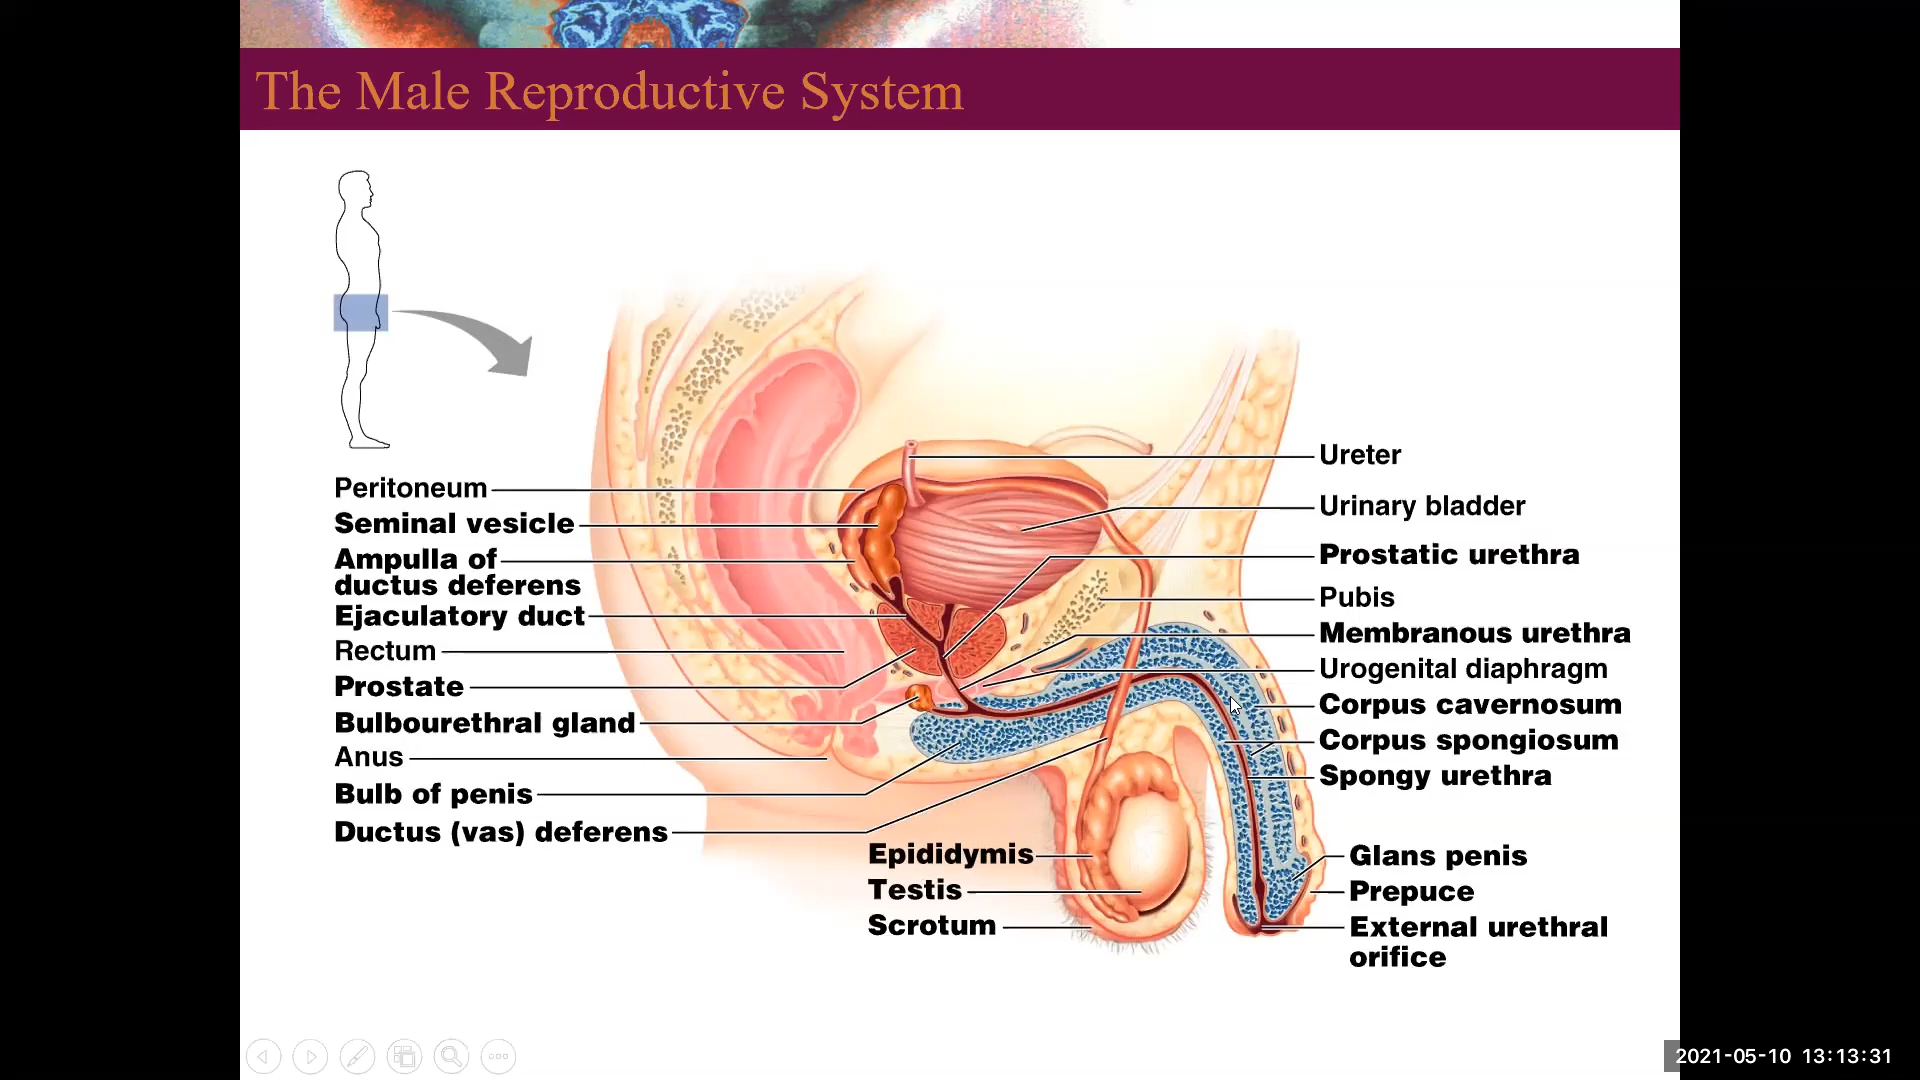 The Male Reproductive System
Peritoneum
Seminal vesicle
Ampulla of
ductus deferens
Ejaculatory duct
Rectum
Prostate
Bulbourethral gland
Anus
Bulb of penis
Ductus (vas) deferens
Epididymis
Testis
Scrotum
Ureter
Urinary bladder
Prostatic urethra
Pubis
Membranous urethra
Urogenital diaphragm
Corpus cavernosum
Corpus spongiosum
Spongy urethra
Glans penis
Prepuce
External urethral
orifice
2021-05-10 13:13:31